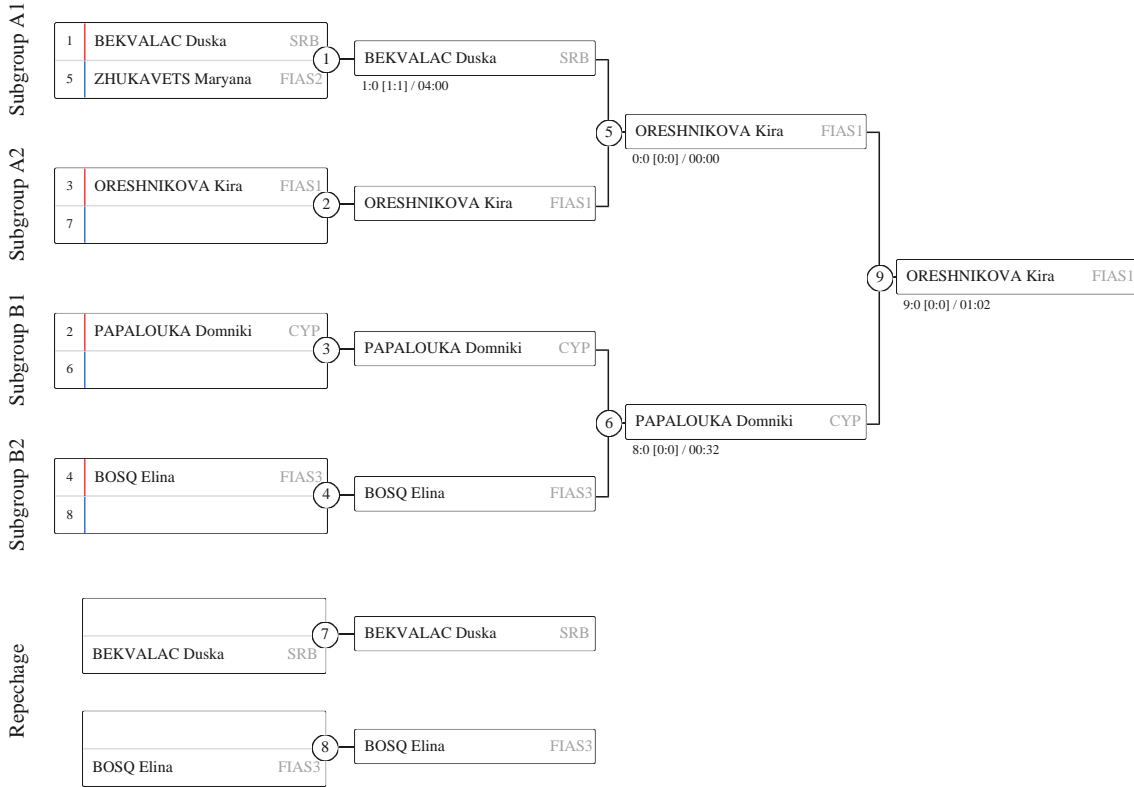 Subgroup A1
1 BEKVALAC Duska SRB
5 ZHUKAVETS Maryana FIAS2
1
BEKVALAC Duska SRB
1:0 [1:1] / 04:00
5
ORESHNIKOVA Kira FIAS1
0:0 [0:0] / 00:00
Subgroup A2
3 ORESHNIKOVA Kira FIAS1
7
2
ORESHNIKOVA Kira FIAS1
9
ORESHNIKOVA Kira FIAS1
9:0 [0:0] / 01:02
Subgroup B1
2 PAPALOUKA Domniki CYP
6
3
PAPALOUKA Domniki CYP
6
PAPALOUKA Domniki CYP
8:0 [0:0] / 00:32
Subgroup B2
4 BOSQ Elina FIAS3
8
4
BOSQ Elina FIAS3
Repechage
BEKVALAC Duska SRB
7
BEKVALAC Duska SRB
BOSQ Elina FIAS3
8
BOSQ Elina FIAS3